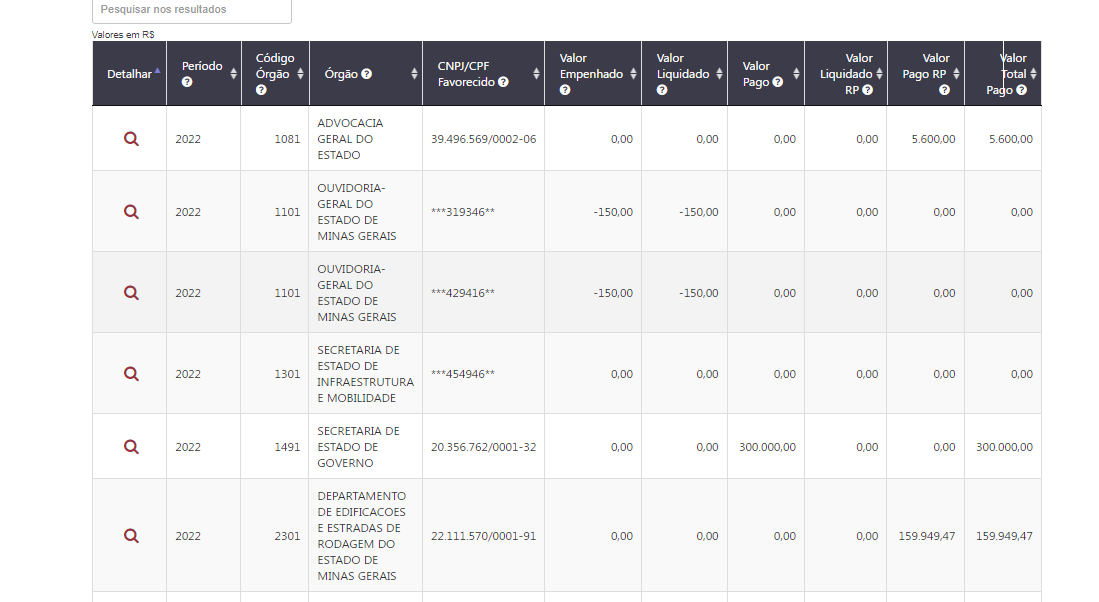 Pesquisar nos resultados
Valores em R$
Detalhar
Período
?
Código
Órgão
?
Órgão ?
CNPJ/CPF
Favorecido ?
Valor
Empenhado
?
Valor
Liquidado
?
Valor
Pago ?
Valor
Liquidado
RP ?
Valor
Pago RP
?
Valor
Total
Pago ?
2022
1081
ADVOCACIA
GERAL DO
ESTADO
39.496.569/0002-06
0,00
0,00
0,00
0,00
5.600,00
5.600,00
2022
1101
OUVIDORIA-
GERAL DO
ESTADO DE
MINAS GERAIS
***319346**
-150,00
-150,00
0,00
0,00
0,00
0,00
2022
1101
OUVIDORIA-
GERAL DO
ESTADO DE
MINAS GERAIS
***429416**
-150,00
-150,00
0,00
0,00
0,00
0,00
2022
1301
SECRETARIA DE
ESTADO DE
INFRAESTRUTURA
E MOBILIDADE
***454946**
0,00
0,00
0,00
0,00
0,00
0,00
2022
1491
SECRETARIA DE
ESTADO DE
GOVERNO
20.356.762/0001-32
0,00
0,00
300.000,00
0,00
0,00
300.000,00
2022
2301
DEPARTAMENTO
DE EDIFICACOES
E ESTRADAS DE
RODAGEM DO
ESTADO DE
MINAS GERAIS
22.111.570/0001-91
0,00
0,00
0,00
0,00
159.949,47
159.949,47